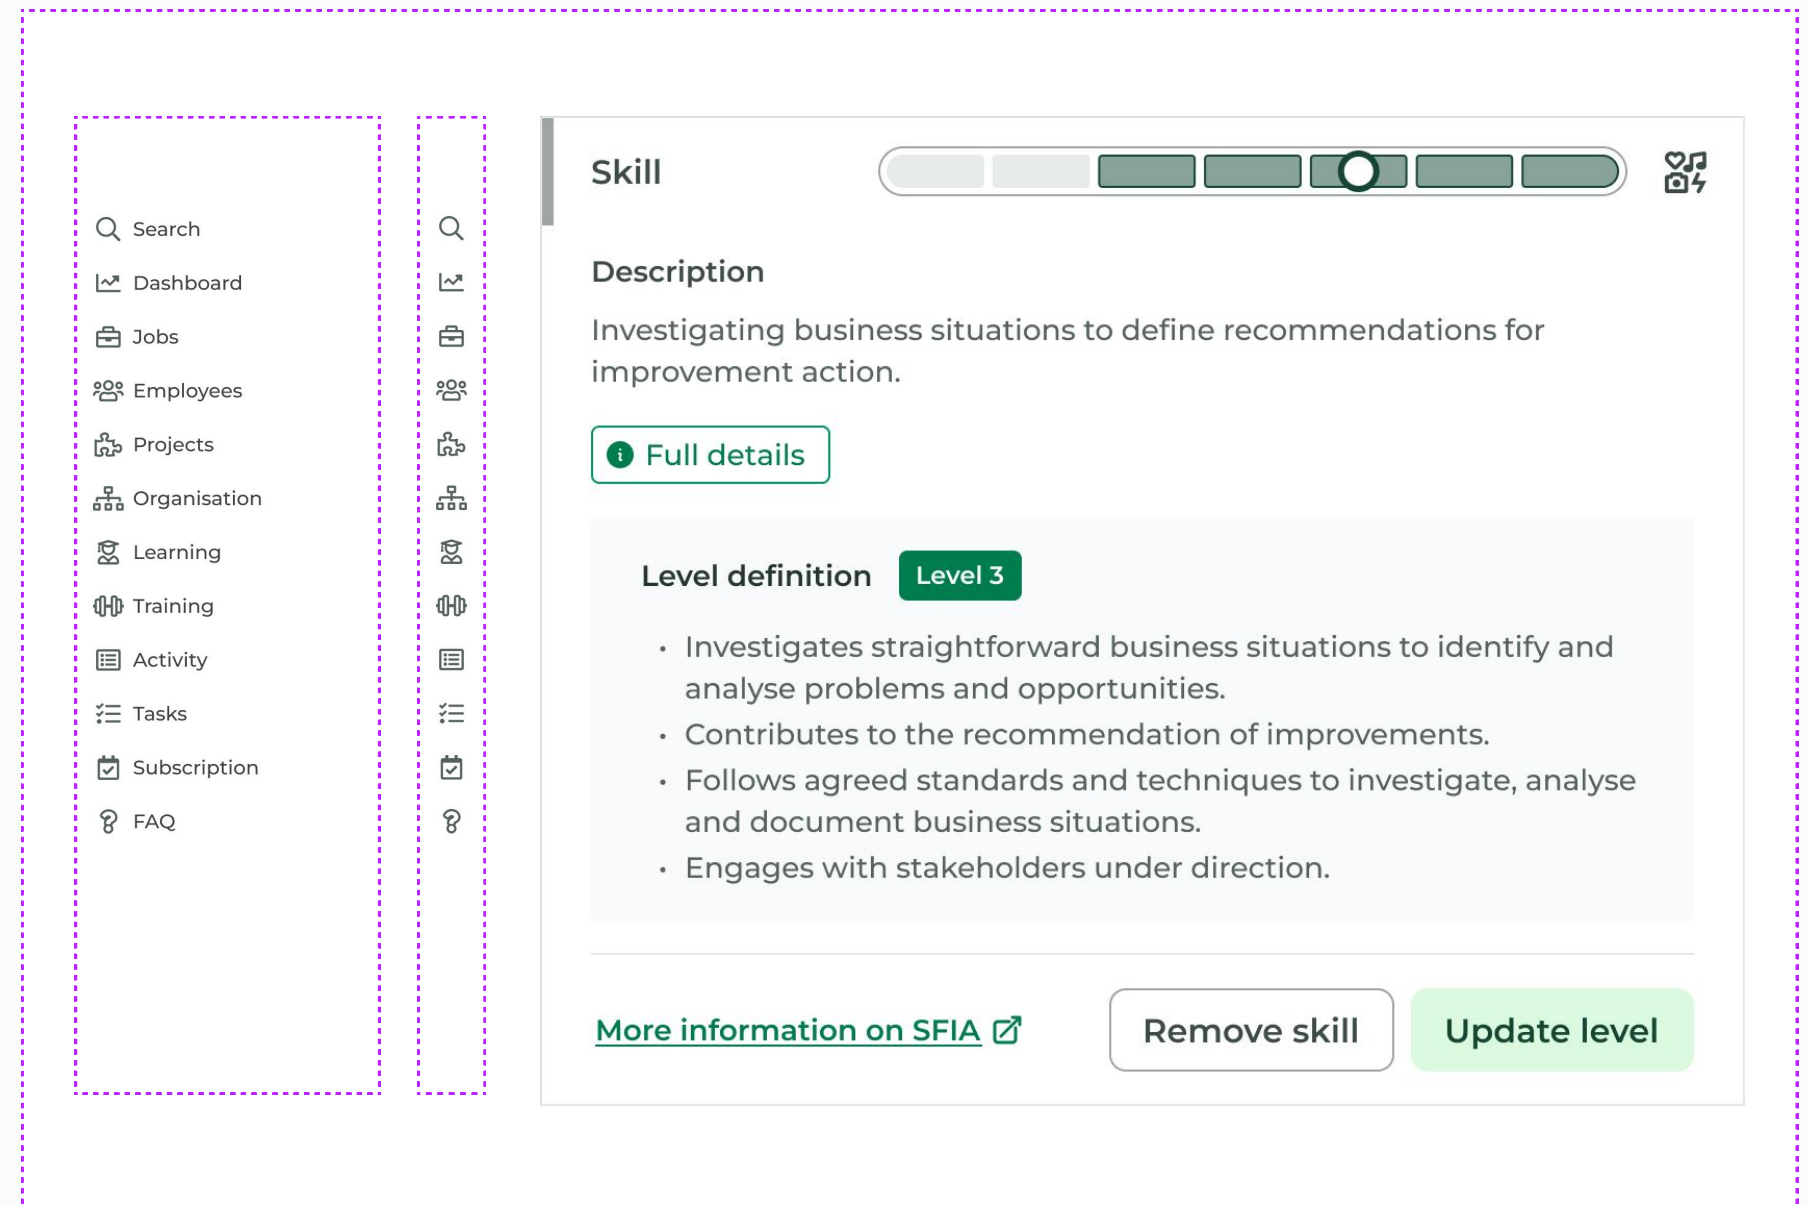 Search
Dashboard
Jobs
Employees
Projects
Organisation
Learning
Training
Activity
Tasks
Subscription
FAQ
Skill
Description
Investigating business situations to define recommendations for
improvement action.
Full details
Level definition
Level 3
• Investigates straightforward business situations to identify and
analyse problems and opportunities.
• Contributes to the recommendation of improvements.
• Follows agreed standards and techniques to investigate, analyse
and document business situations.
• Engages with stakeholders under direction.
More information on SFIA
Remove skill
Update level